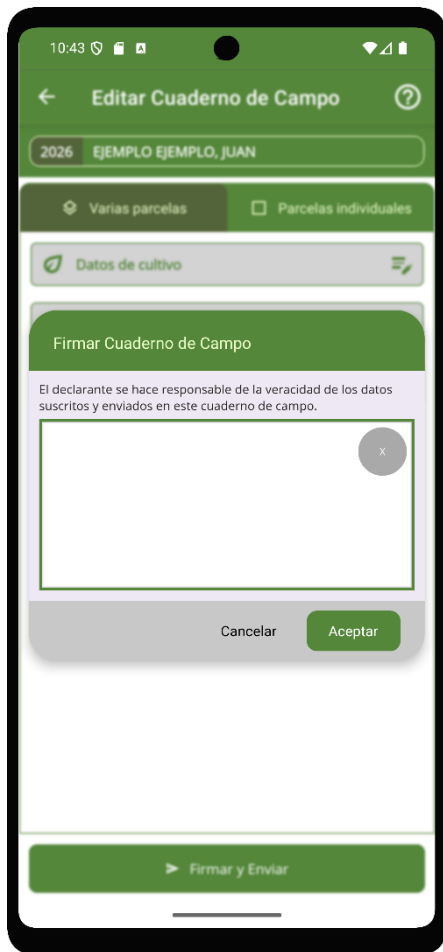 10:43
Editar Cuaderno de Campo
2026 EJEMPLO EJEMPLO, JUAN
Varias parcelas
Parcelas individuales
Datos de cultivo
Firmar Cuaderno de Campo
El declarante se hace responsable de la veracidad de los datos
suscritos y enviados en este cuaderno de campo.
X
Cancelar
Aceptar
Firmar y Enviar